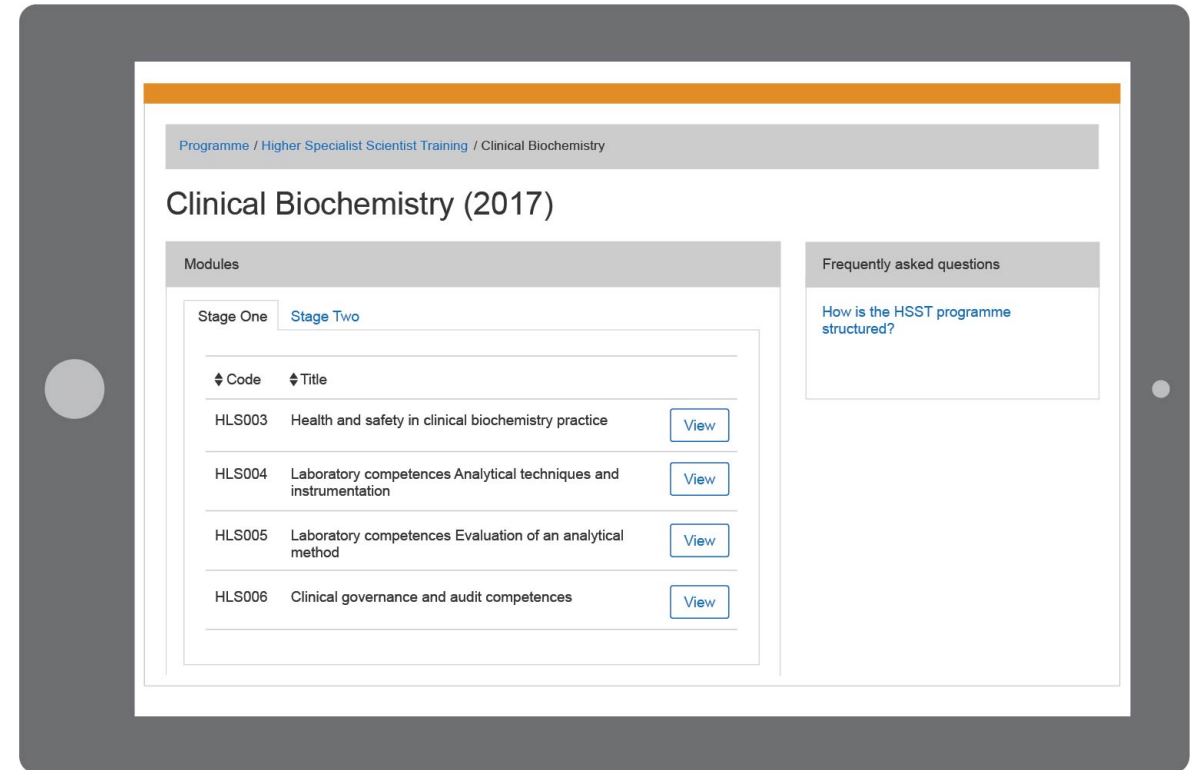 Programme / Higher Specialist Scientist Training / Clinical Biochemistry
Clinical Biochemistry (2017)
Modules
Stage One Stage Two
Code Title
HLS003 Health and safety in clinical biochemistry practice View
HLS004 Laboratory competences Analytical techniques and
instrumentation
View
HLS005 Laboratory competences Evaluation of an analytical
method
View
HLS006 Clinical governance and audit competences View
Frequently asked questions
How is the HSST programme
structured?